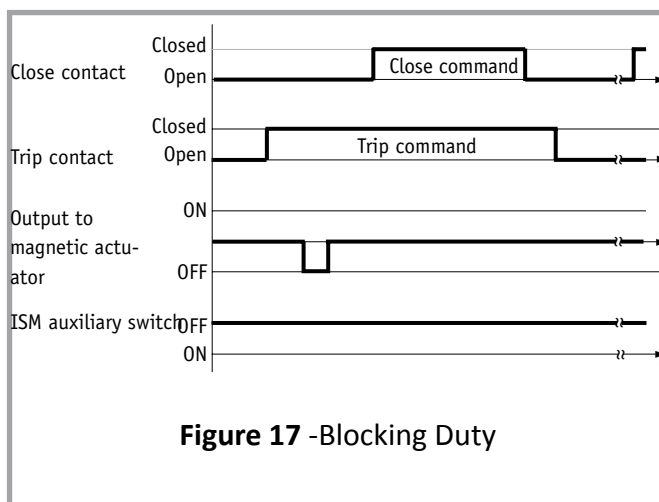 Closed
Close contact
Open
Close command
Closed
Trip contact
Open
Trip command
ON
Output to
magnetic actu-
ator
OFF
ISM auxiliary switch
OFF
ON
Figure 17 -Blocking Duty